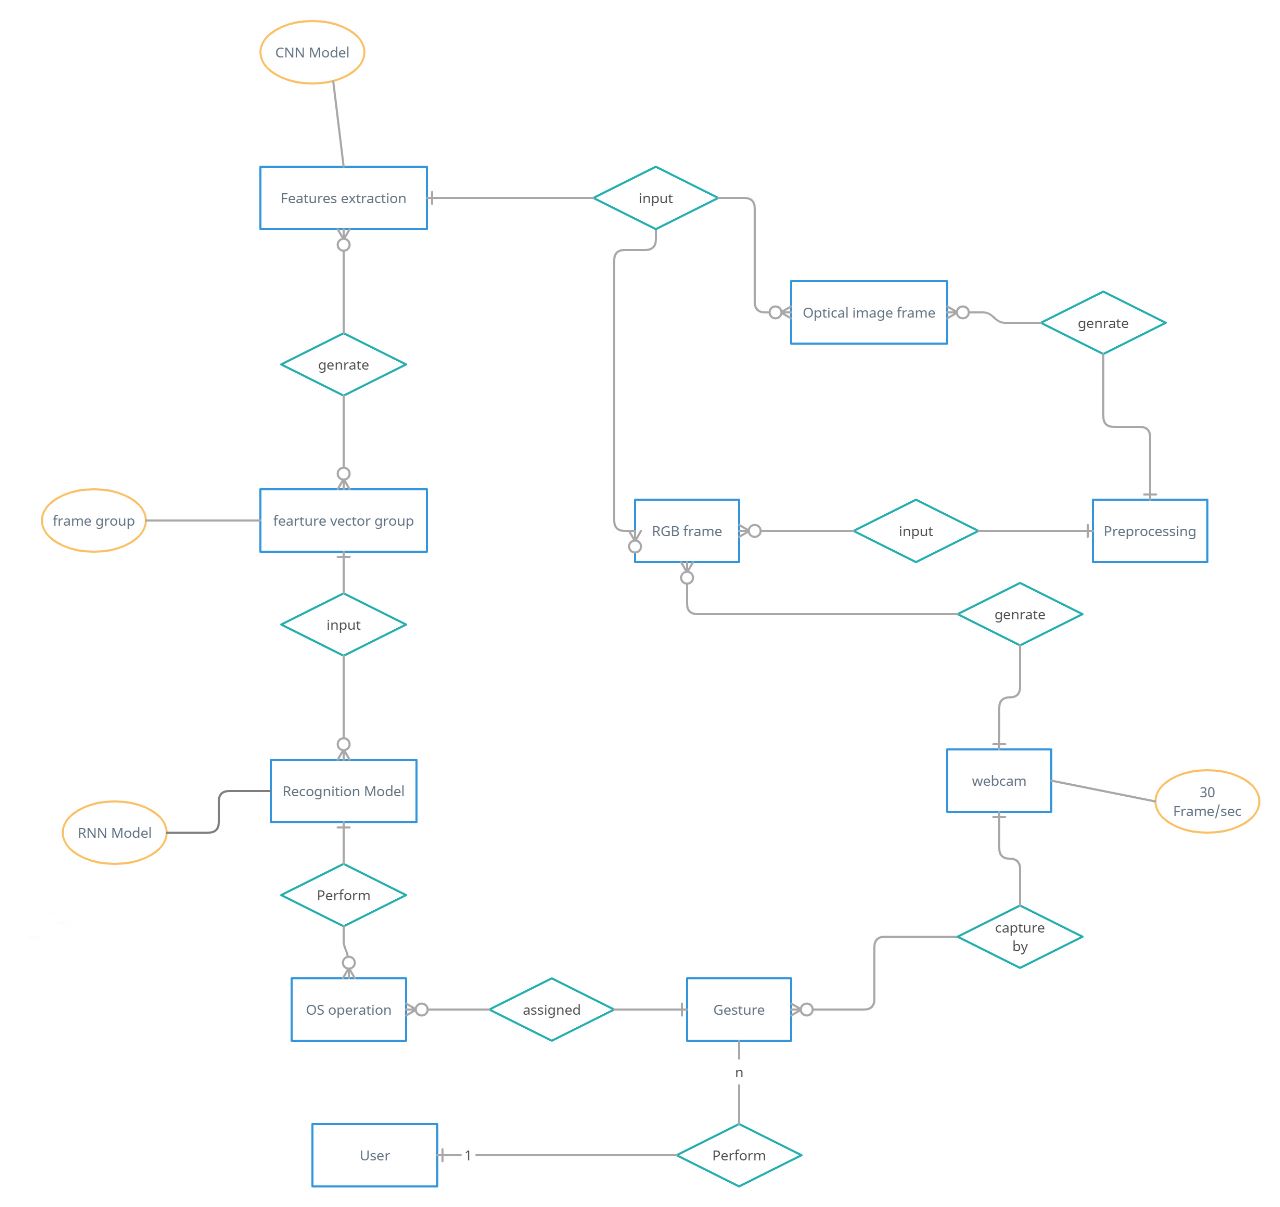 CNN Model
Features extraction
input
Optical image frame
genrate
genrate
frame group
fearture vector group
RGB frame
input
Preprocessing
input
genrate
Recognition Model
webcam
30
Frame/sec
RNN Model
Perform
capture
by
OS operation
assigned
Gesture
n
User
1
Perform